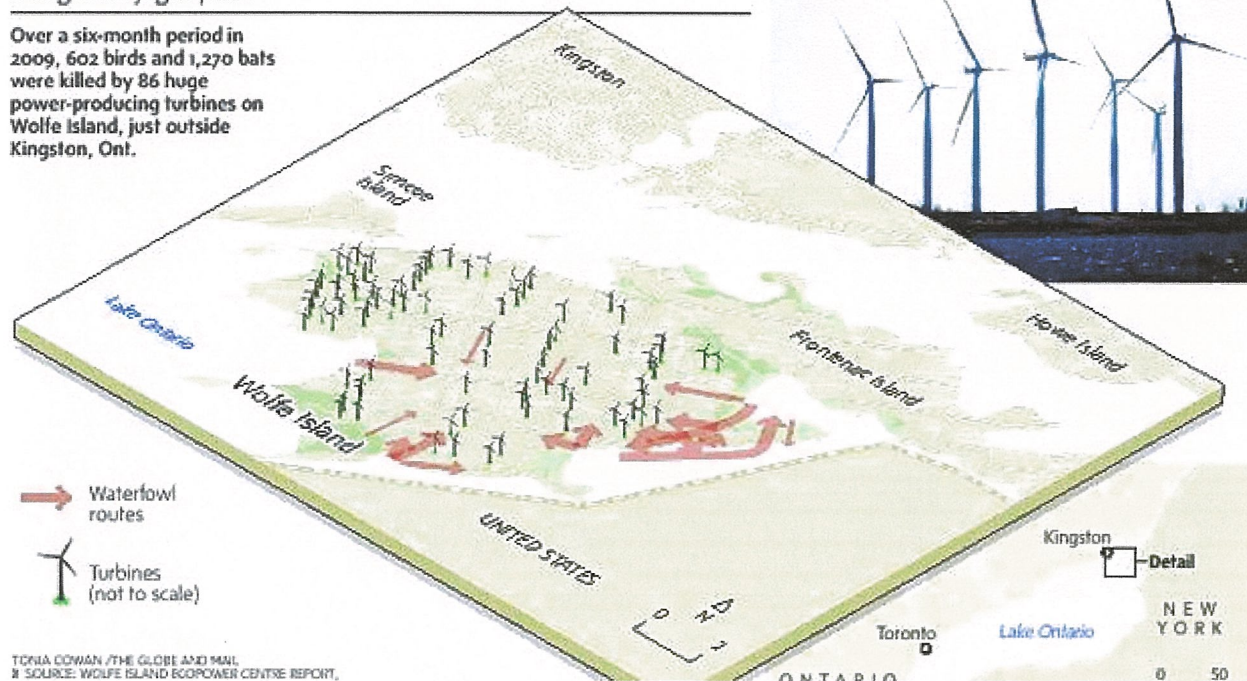 Over a six-month period in
2009, 602 birds and 1,270 bats
were killed by 86 huge
power-producing turbines on
Wolfe Island, just outside
Kingston, Ont.
Kingston
Simcoe
Island
Lake Ontario
Howe Island
Frontenac Island
Wolfe Island
Waterfowl
routes
UNITED STATES
Turbines
(not to scale)
0 2
N
Kingston
Detail
NEW
YORK
Toronto
Lake Ontario
ONTARIO
0 50
TONIA COWAN /THE GLOBE AND MAIL
SOURCE: WOLFE ISLAND ECOPOWER CENTRE REPORT,